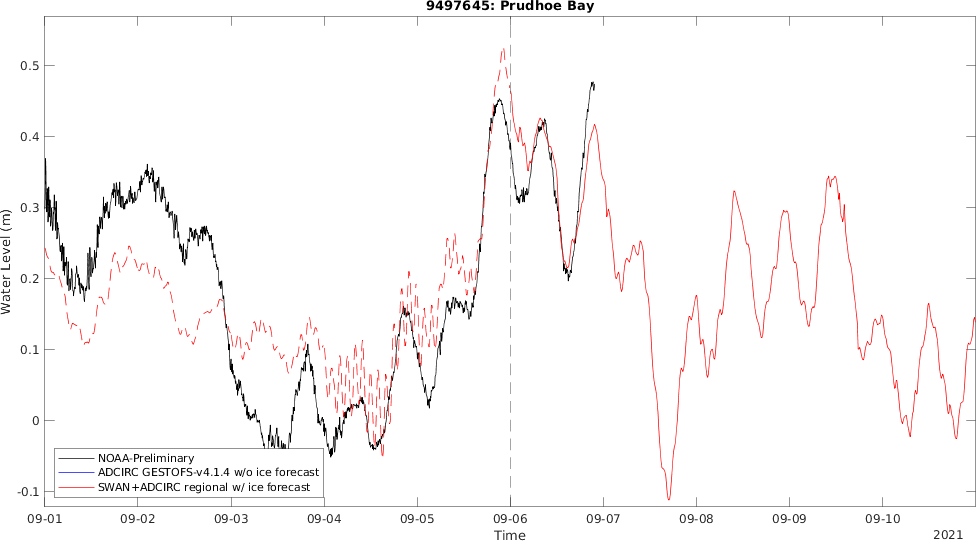 9497645: Prudhoe Bay
Water Level (m)
0.5
0.4
0.3
0.2
0.1
0
-0.1
NOAA-Preliminary
ADCIRC GESTOFS-v4.1.4 w/o ice forecast
SWAN+ADCIRC regional w/ ice forecast
09-01 09-02 09-03 09-04 09-05 09-06 09-07 09-08 09-09 09-10
Time
2021